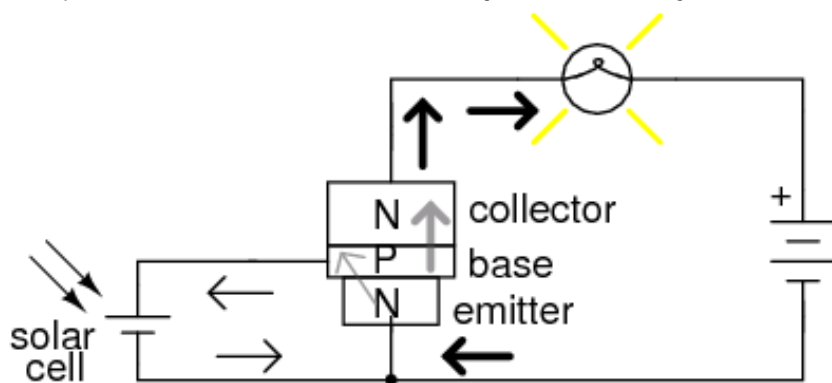 N
collector
+
P
base
N
emitter
solar
cell